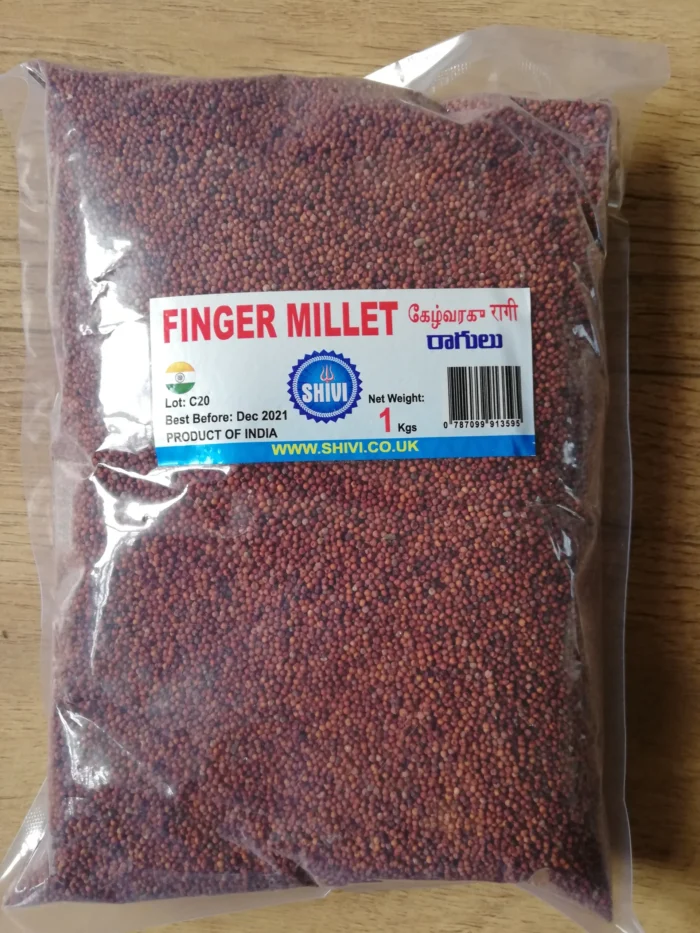 FINGER MILLET கேழ்வரகு रागी
రాగులు
SHIVI
Lot: C20
Best Before: Dec 2021
PRODUCT OF INDIA
Net Weight:
1 Kgs
0 787099 913595
WWW.SHIVI.CO.UK